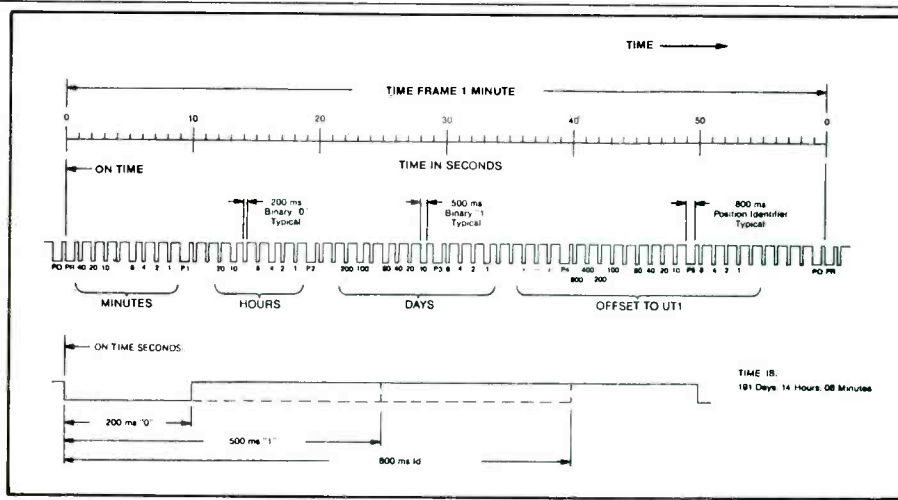 TIME
TIME FRAME 1 MINUTE
0 10 20 30 40 50 0
ON TIME
TIME IN SECONDS
200 ms
Binary "0"
Typical
500 ms
Binary "1
Typical
800 ms
Position Identifier
Typical
PO PR 40 20 10 8 4 2 1 P1 20 10 8 4 2 1 P2 200 100 80 40 20 10 P3 8 4 2 1 P4 400 100 80 40 20 10 P5 8 4 2 1 PO PR
800 200
MINUTES HOURS DAYS OFFSET TO UT1
ON TIME SECONDS
TIME IS:
191 Days, 14 Hours, 08 Minutes
200 ms "0"
500 ms "1"
800 ms id